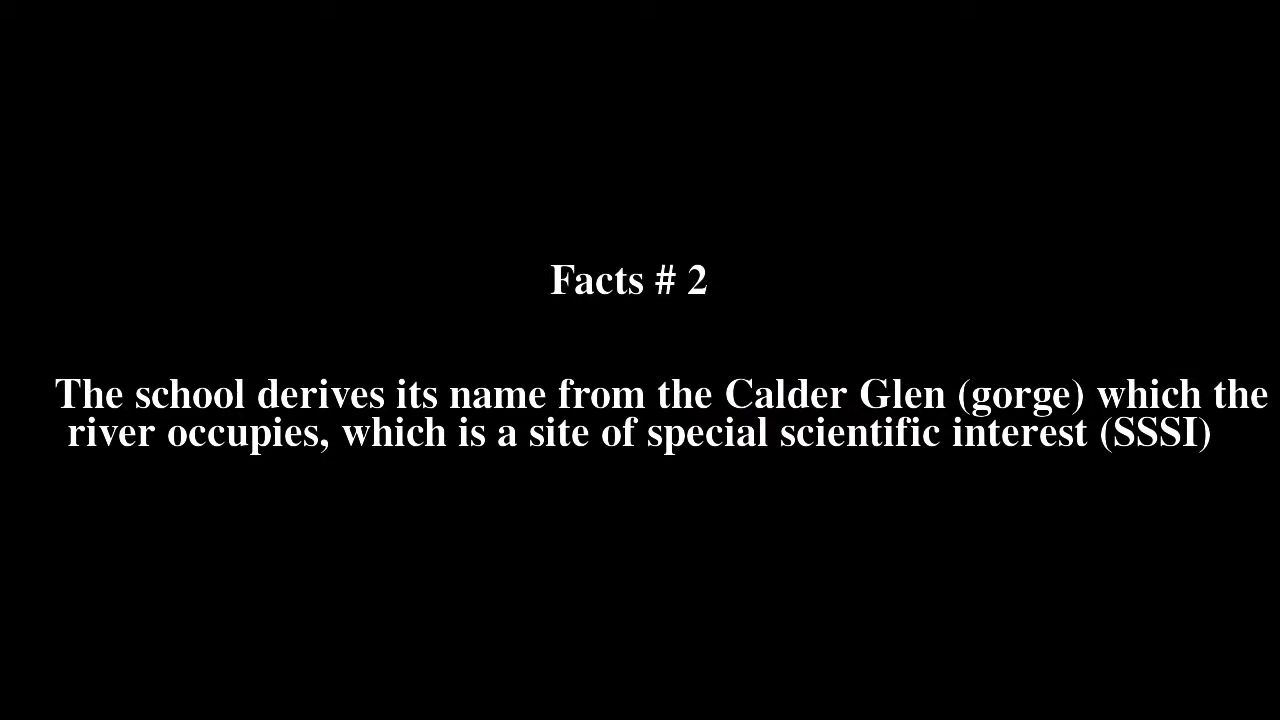 Facts # 2
The school derives its name from the Calder Glen (gorge) which the
river occupies, which is a site of special scientific interest (SSSI)